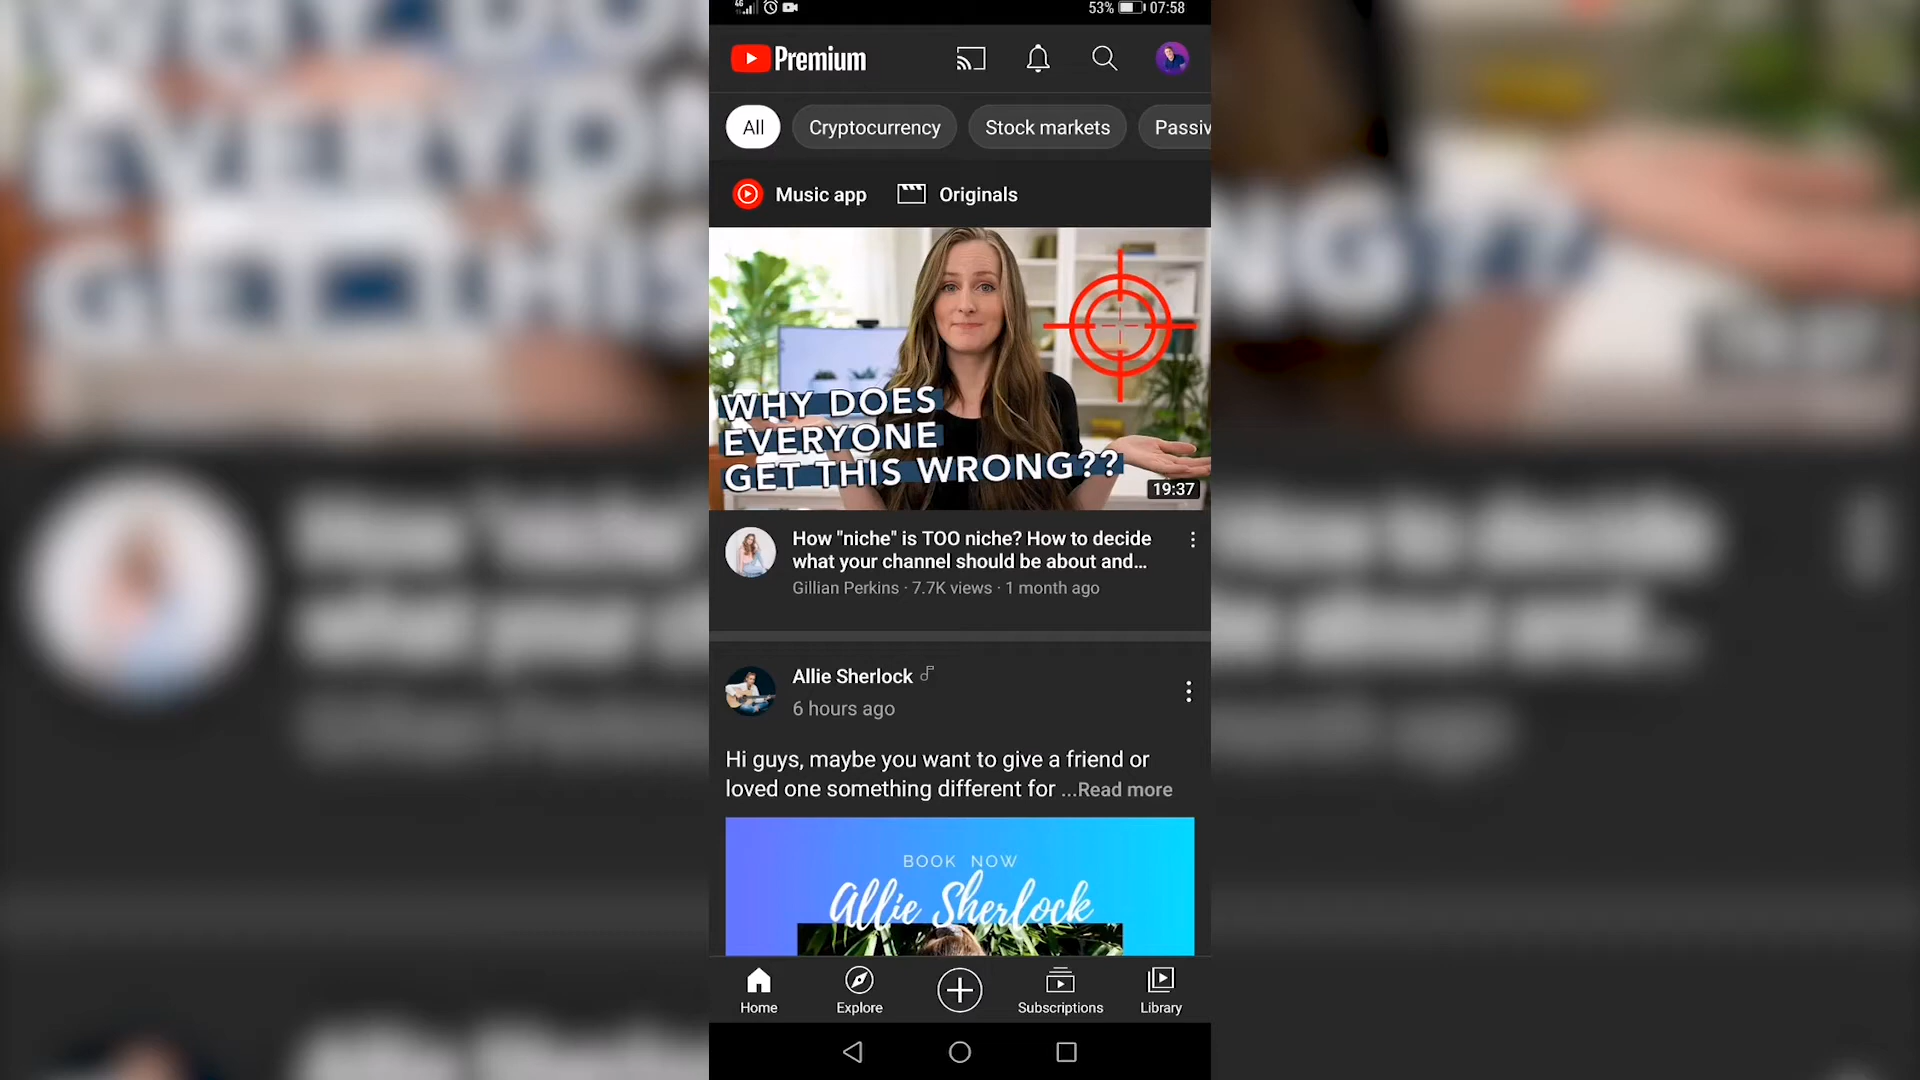 4G
53% 07:58
Premium
All
Cryptocurrency
Stock markets
Passiv
Music app
Originals
WHY DOES
EVERYONE
GET THIS WRONG??
19:37
How "niche" is TOO niche? How to decide
what your channel should be about and...
Gillian Perkins · 7.7K views · 1 month ago
Allie Sherlock
6 hours ago
Hi guys, maybe you want to give a friend or
loved one something different for ...Read more
BOOK NOW
Allie Sherlock
Home
Explore
Subscriptions
Library